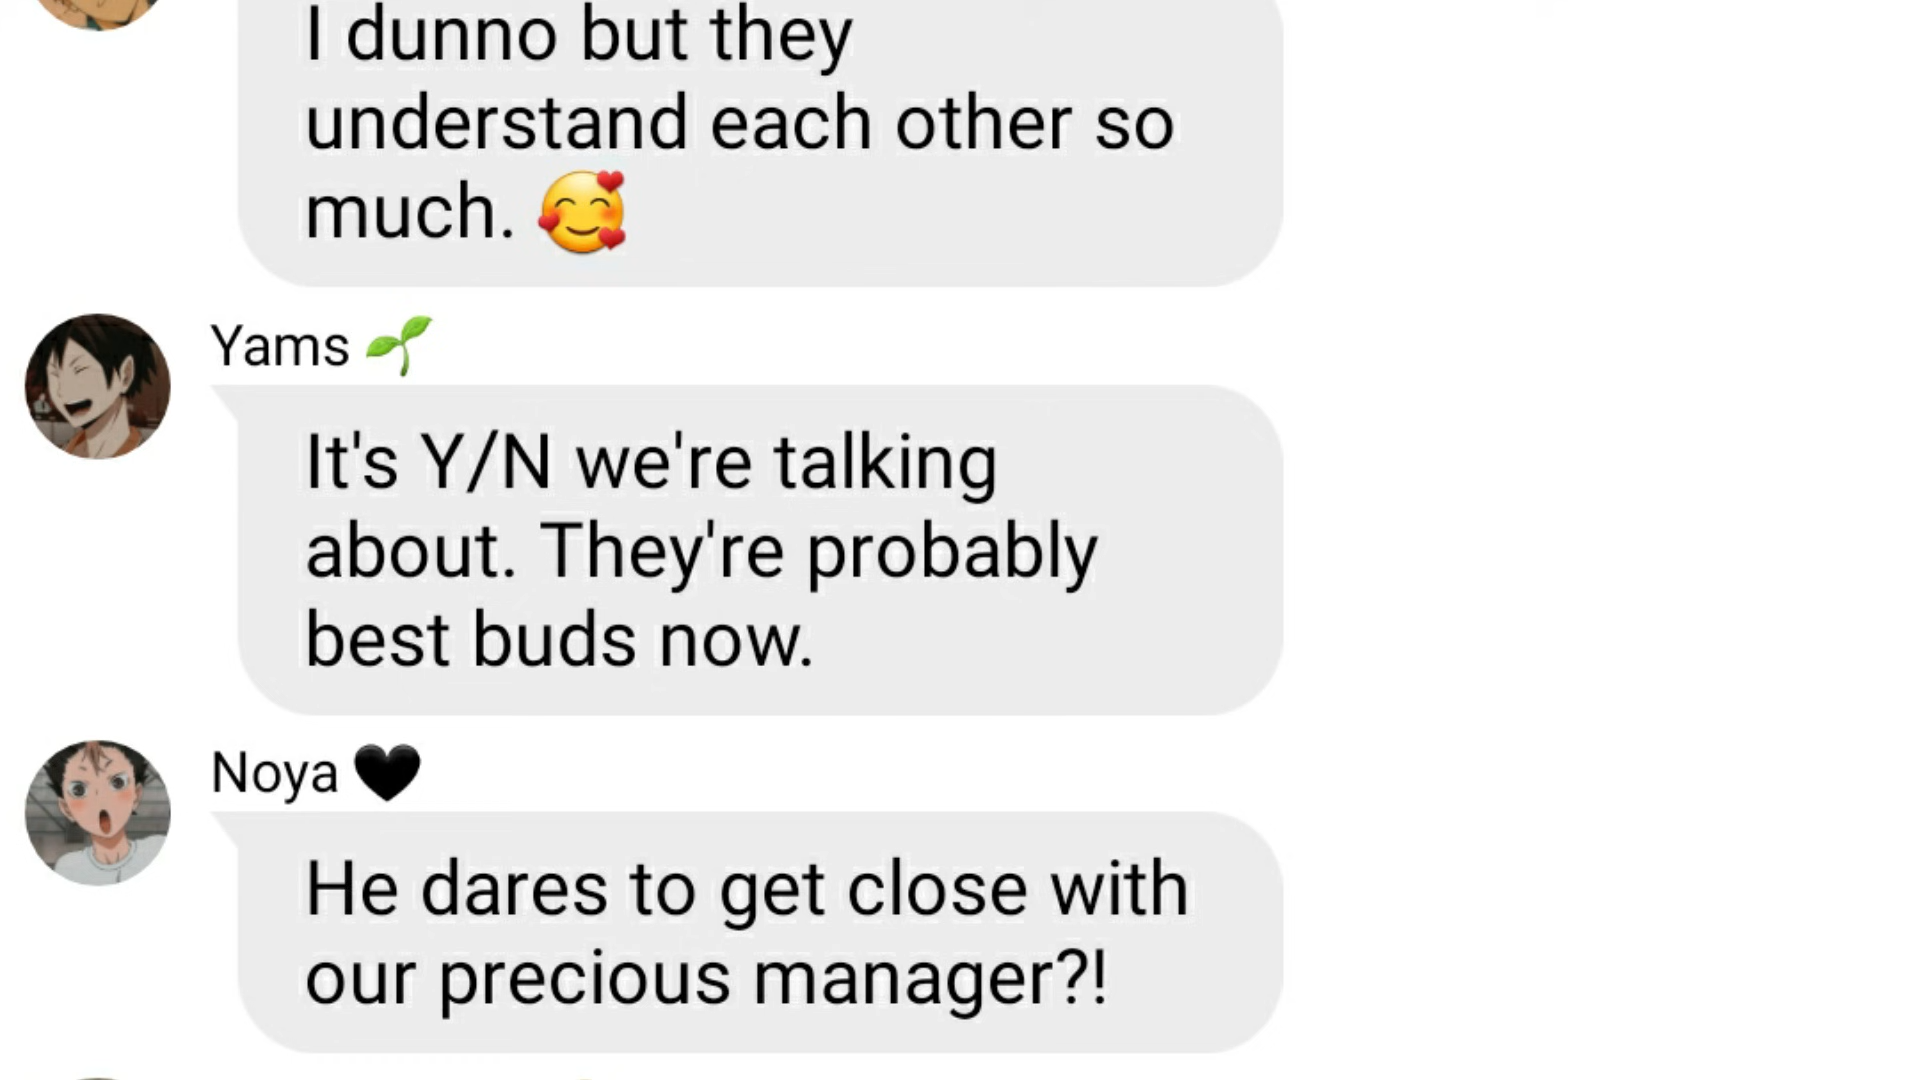 I dunno but they
understand each other so
much. 🥰
Yams 🌱
It's Y/N we're talking
about. They're probably
best buds now.
Noya 🖤
He dares to get close with
our precious manager?!